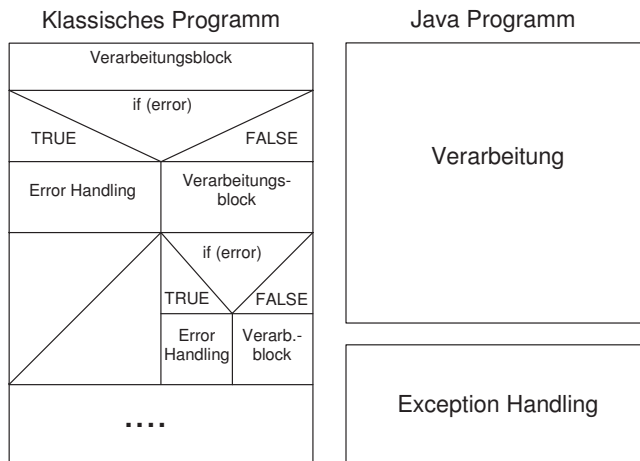 Klassisches Programm
Verarbeitungsblock
if (error)
TRUE
FALSE
Error Handling
Verarbeitungs-
block
if (error)
TRUE
FALSE
Error
Handling
Verarb.-
block
....
Java Programm
Verarbeitung
Exception Handling